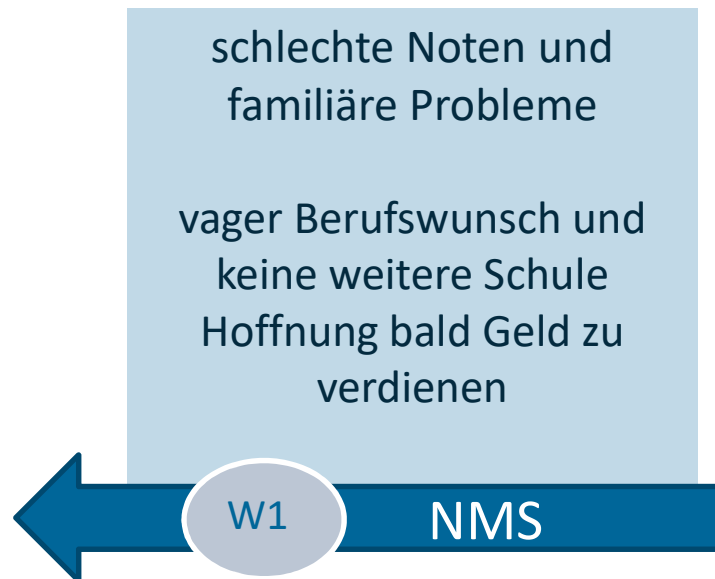 schlechte Noten und
familiäre Probleme
vager Berufswunsch und
keine weitere Schule
Hoffnung bald Geld zu
verdienen
W1
NMS